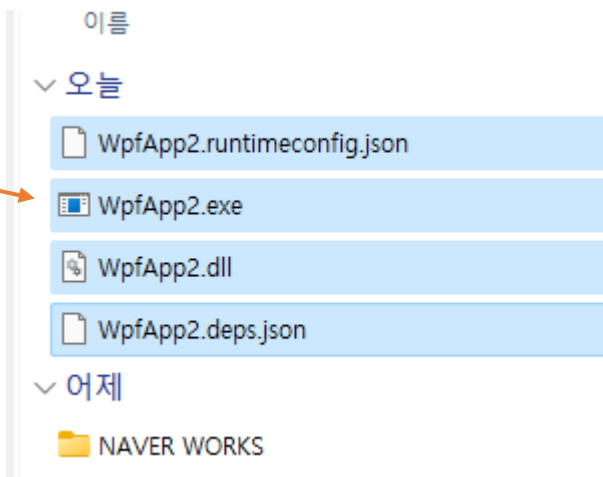 이름
오늘
WpfApp2.runtimeconfig.json
WpfApp2.exe
WpfApp2.dll
WpfApp2.deps.json
어제
NAVER WORKS